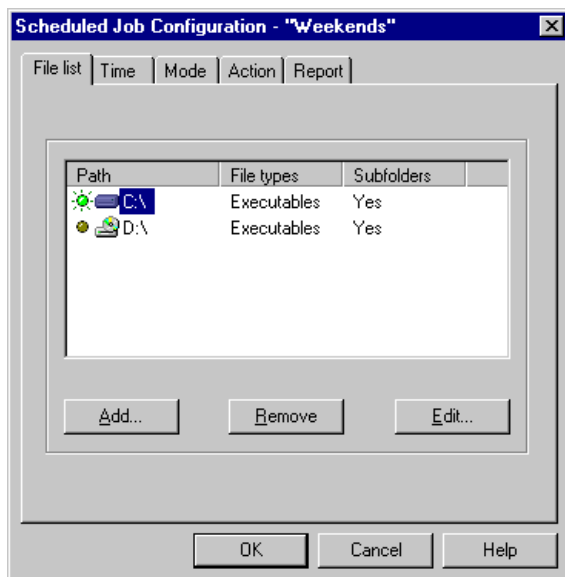 Scheduled Job Configuration - "Weekends"
File list Time Mode Action Report
Path File types Subfolders
C:\ Executables Yes
D:\ Executables Yes
Add... Remove Edit...
OK Cancel Help